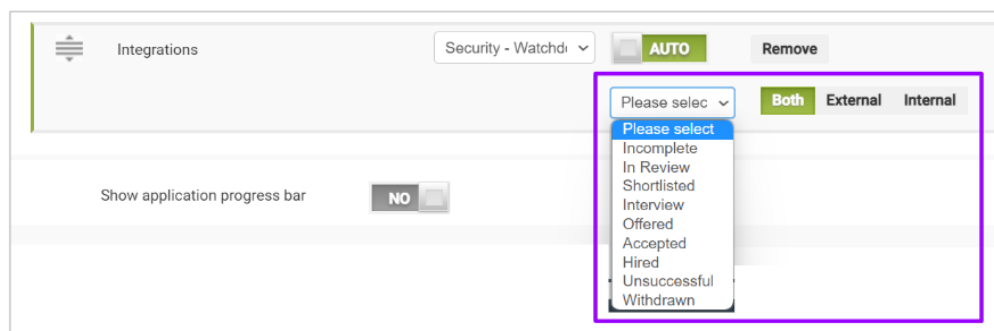 Integrations Security - Watchd AUTO Remove
Please selec Both External Internal
Please select
Incomplete
In Review
Shortlisted
Interview
Offered
Accepted
Hired
Unsuccessful
Withdrawn
Show application progress bar NO